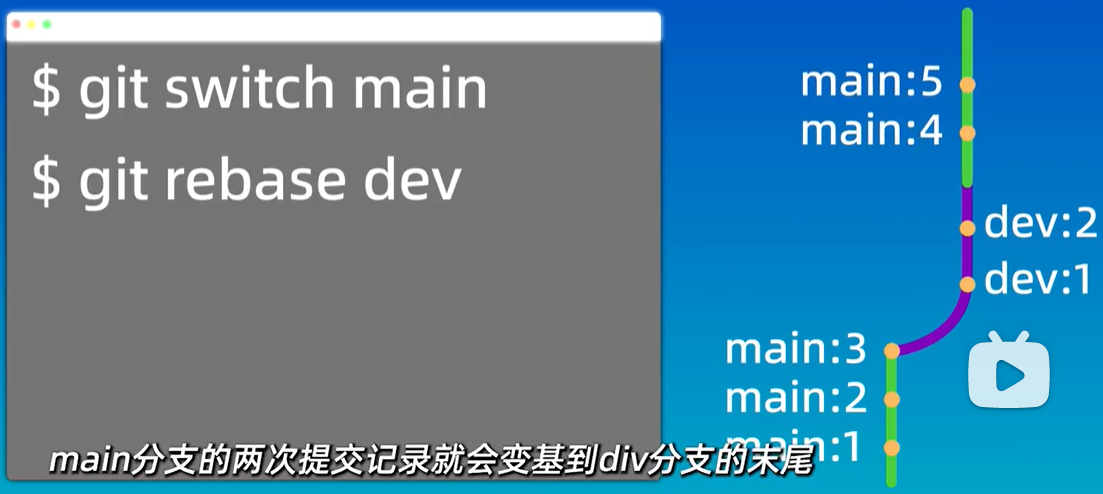 $ git switch main
$ git rebase dev
main:5
main:4
dev:2
dev:1
main:3
main:2
main:1
main分支的两次提交记录就会变基到div分支的末尾